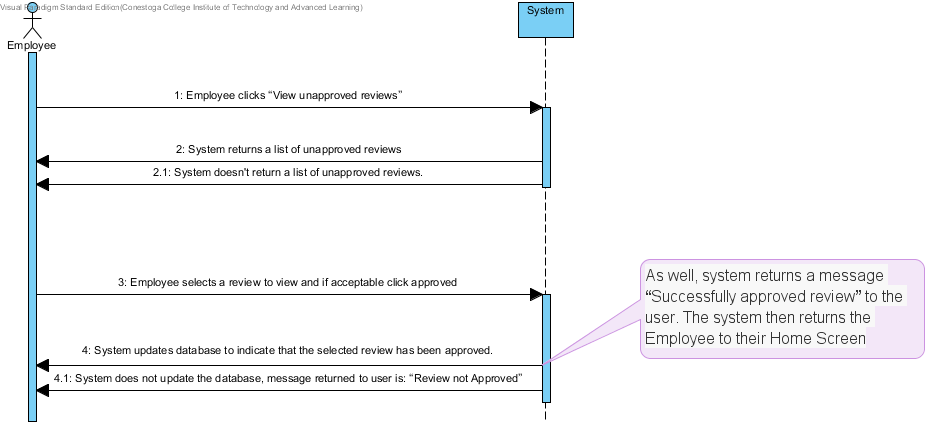 Visual Paradigm Standard Edition(Conestoga College Institute of Technology and Advanced Learning)
System
Employee
1: Employee clicks “View unapproved reviews”
2: System returns a list of unapproved reviews
2.1: System doesn't return a list of unapproved reviews.
3: Employee selects a review to view and if acceptable click approved
As well, system returns a message
“Successfully approved review” to the
user. The system then returns the
Employee to their Home Screen
4: System updates database to indicate that the selected review has been approved.
4.1: System does not update the database, message returned to user is: “Review not Approved”